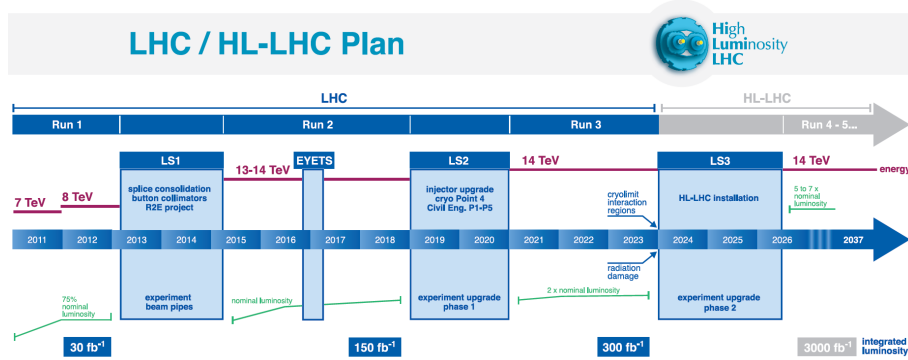 LHC / HL-LHC Plan
High
Luminosity
LHC
LHC
HL-LHC
Run 1
Run 2
Run 3
Run 4 - 5...
LS1
EYETS
LS2
LS3
7 TeV
8 TeV
13-14 TeV
14 TeV
14 TeV
energy
splice consolidation
button collimators
R2E project
injector upgrade
cryo Point 4
Civil Eng. P1-P5
cryolimit
interaction
regions
HL-LHC installation
5 to 7 x
nominal
luminosity
2011 2012 2013 2014 2015 2016 2017 2018 2019 2020 2021 2022 2023 2024 2025 2026 2037
radiation
damage
75%
nominal
luminosity
nominal luminosity
2 x nominal luminosity
experiment
beam pipes
experiment upgrade
phase 1
experiment upgrade
phase 2
30 fb⁻¹
150 fb⁻¹
300 fb⁻¹
3000 fb⁻¹
integrated
luminosity